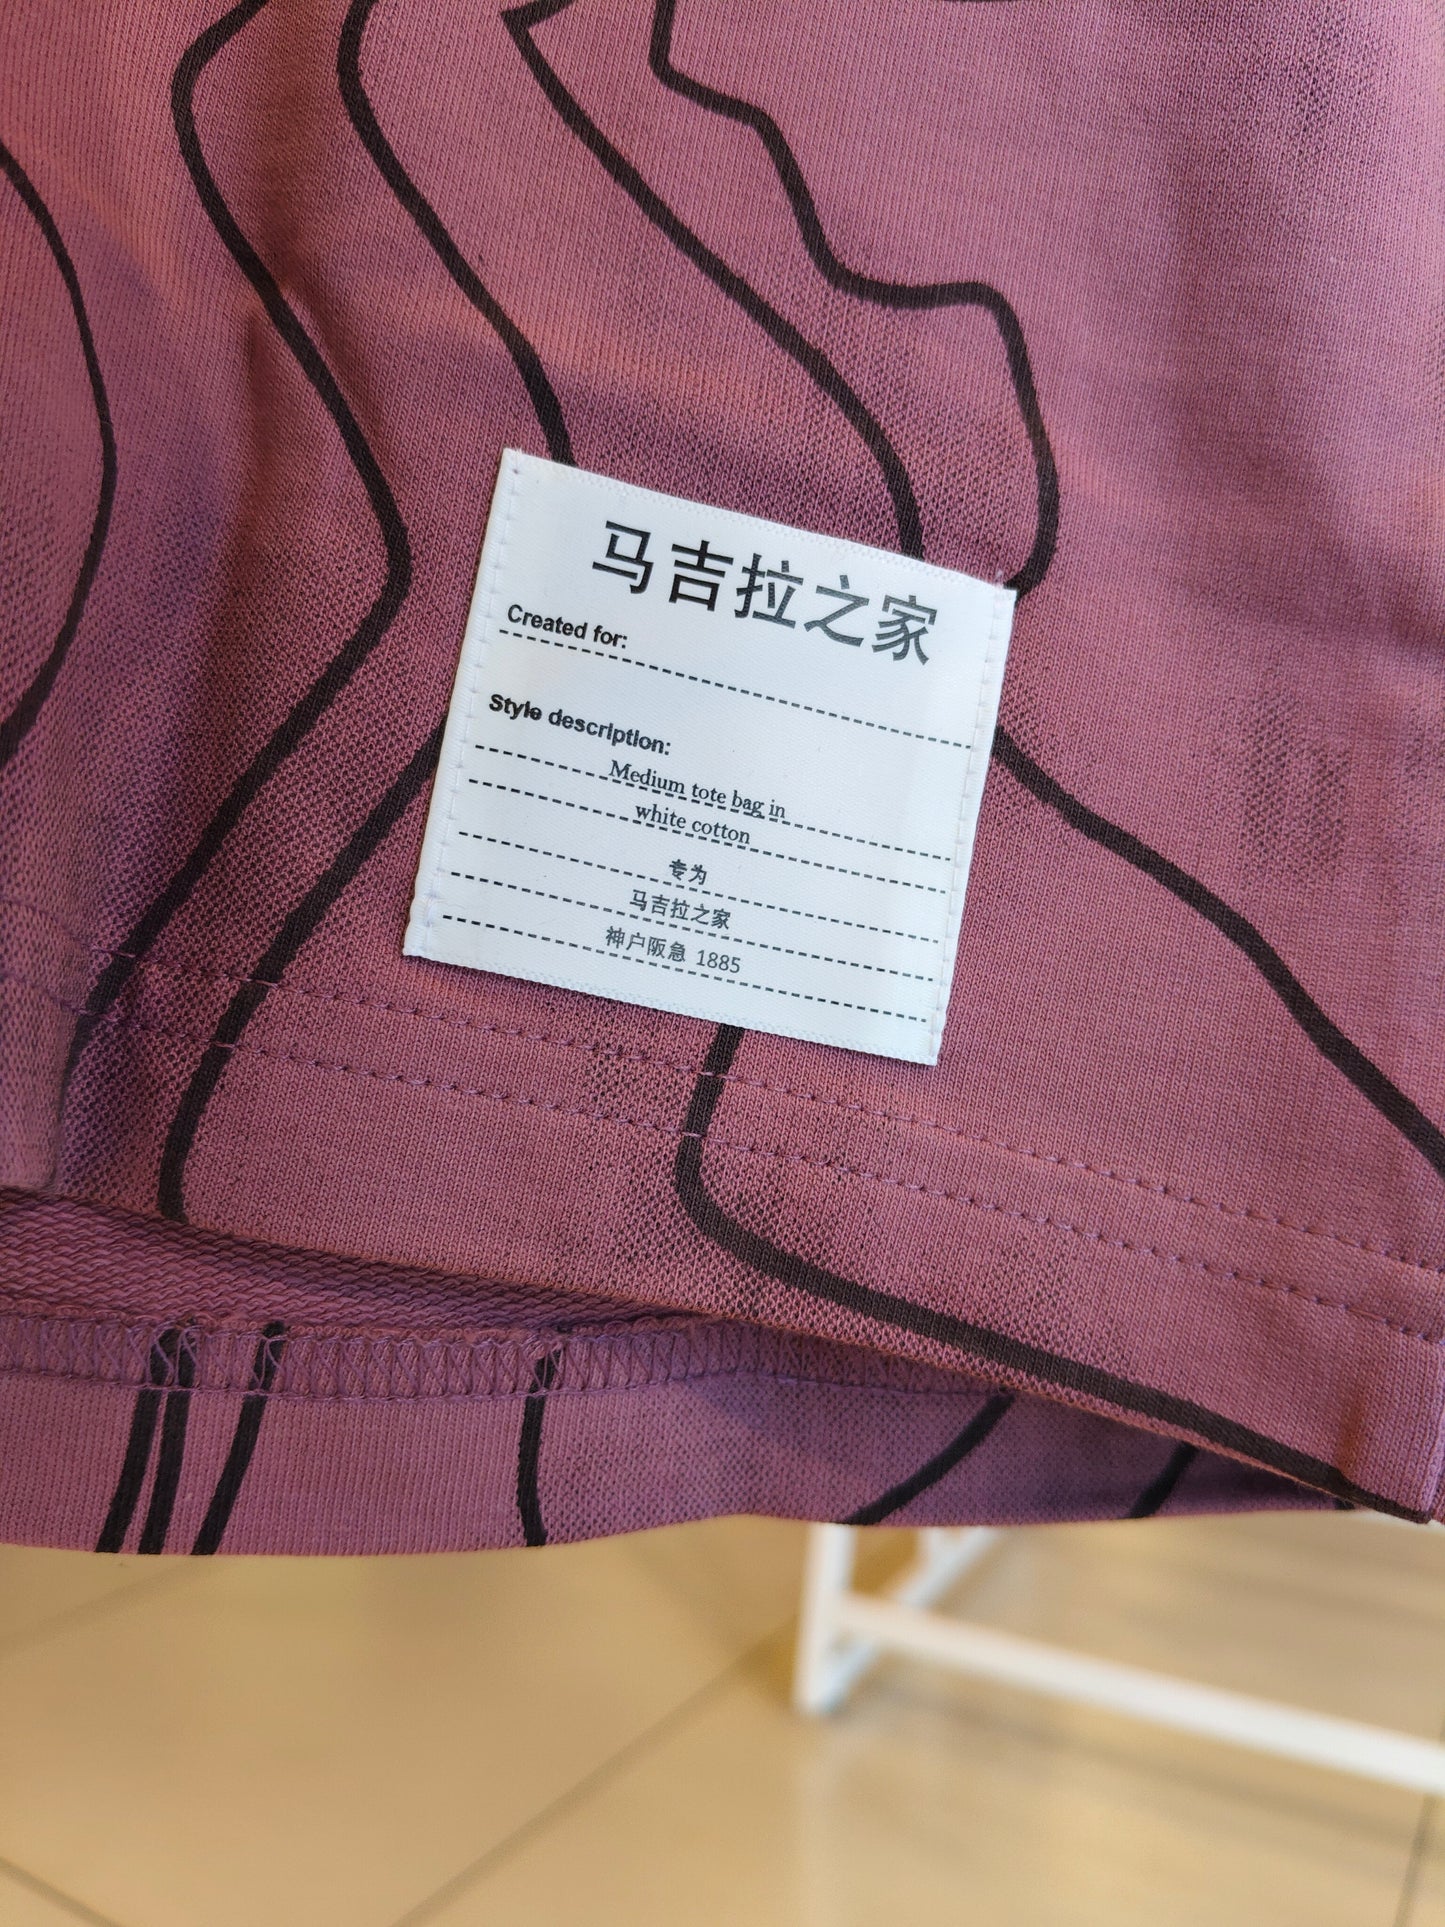 马吉拉之家
Created for:
Style description:
Medium tote bag in
white cotton
专为
马吉拉之家
神户阪急 1885